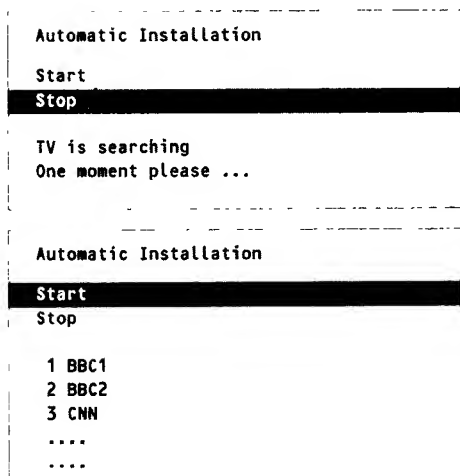 Automatic Installation
Start
Stop
TV is searching
One moment please ...
Automatic Installation
Start
Stop
1 BBC1
2 BBC2
3 CNN
....
....